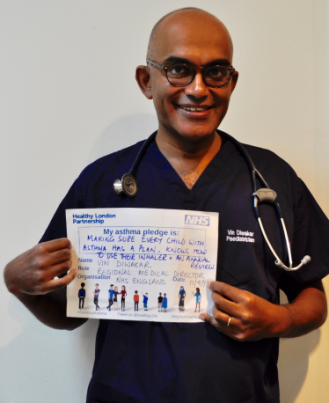 Vin Diwakar
Paediatrician
Healthy London
Partnership
NHS
My asthma pledge is:
MAKING SURE EVERY CHILD WITH
ASTHMA HAS A PLAN, KNOWS HOW
TO USE THEIR INHALER + AN ANNUAL
REVIEW
Name VIN DIWAKAR,
Role REGIONAL MEDICAL DIRECTOR,
Organisation NHS ENGLAND Date